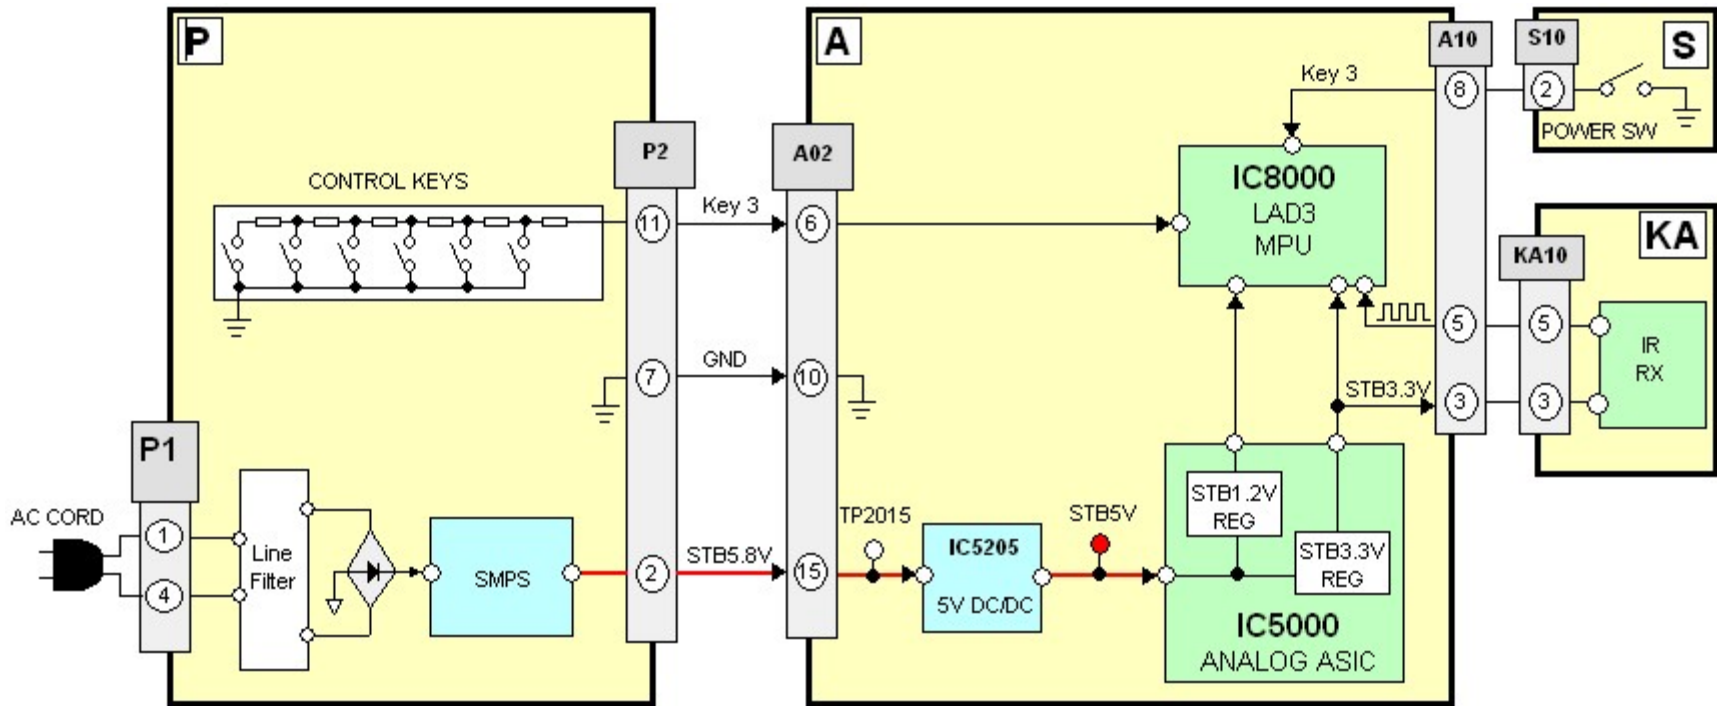 P
A
A10
S10
S
Key 3
8
2
POWER SW
P2
A02
IC8000
LAD3
MPU
CONTROL KEYS
11
Key 3
6
KA10
KA
5
5
IR
RX
GND
7
10
STB3.3V
3
3
P1
AC CORD
1
4
Line
Filter
SMPS
2
STB5.8V
15
TP2015
IC5205
5V DC/DC
STB5V
STB1.2V
REG
STB3.3V
REG
IC5000
ANALOG ASIC